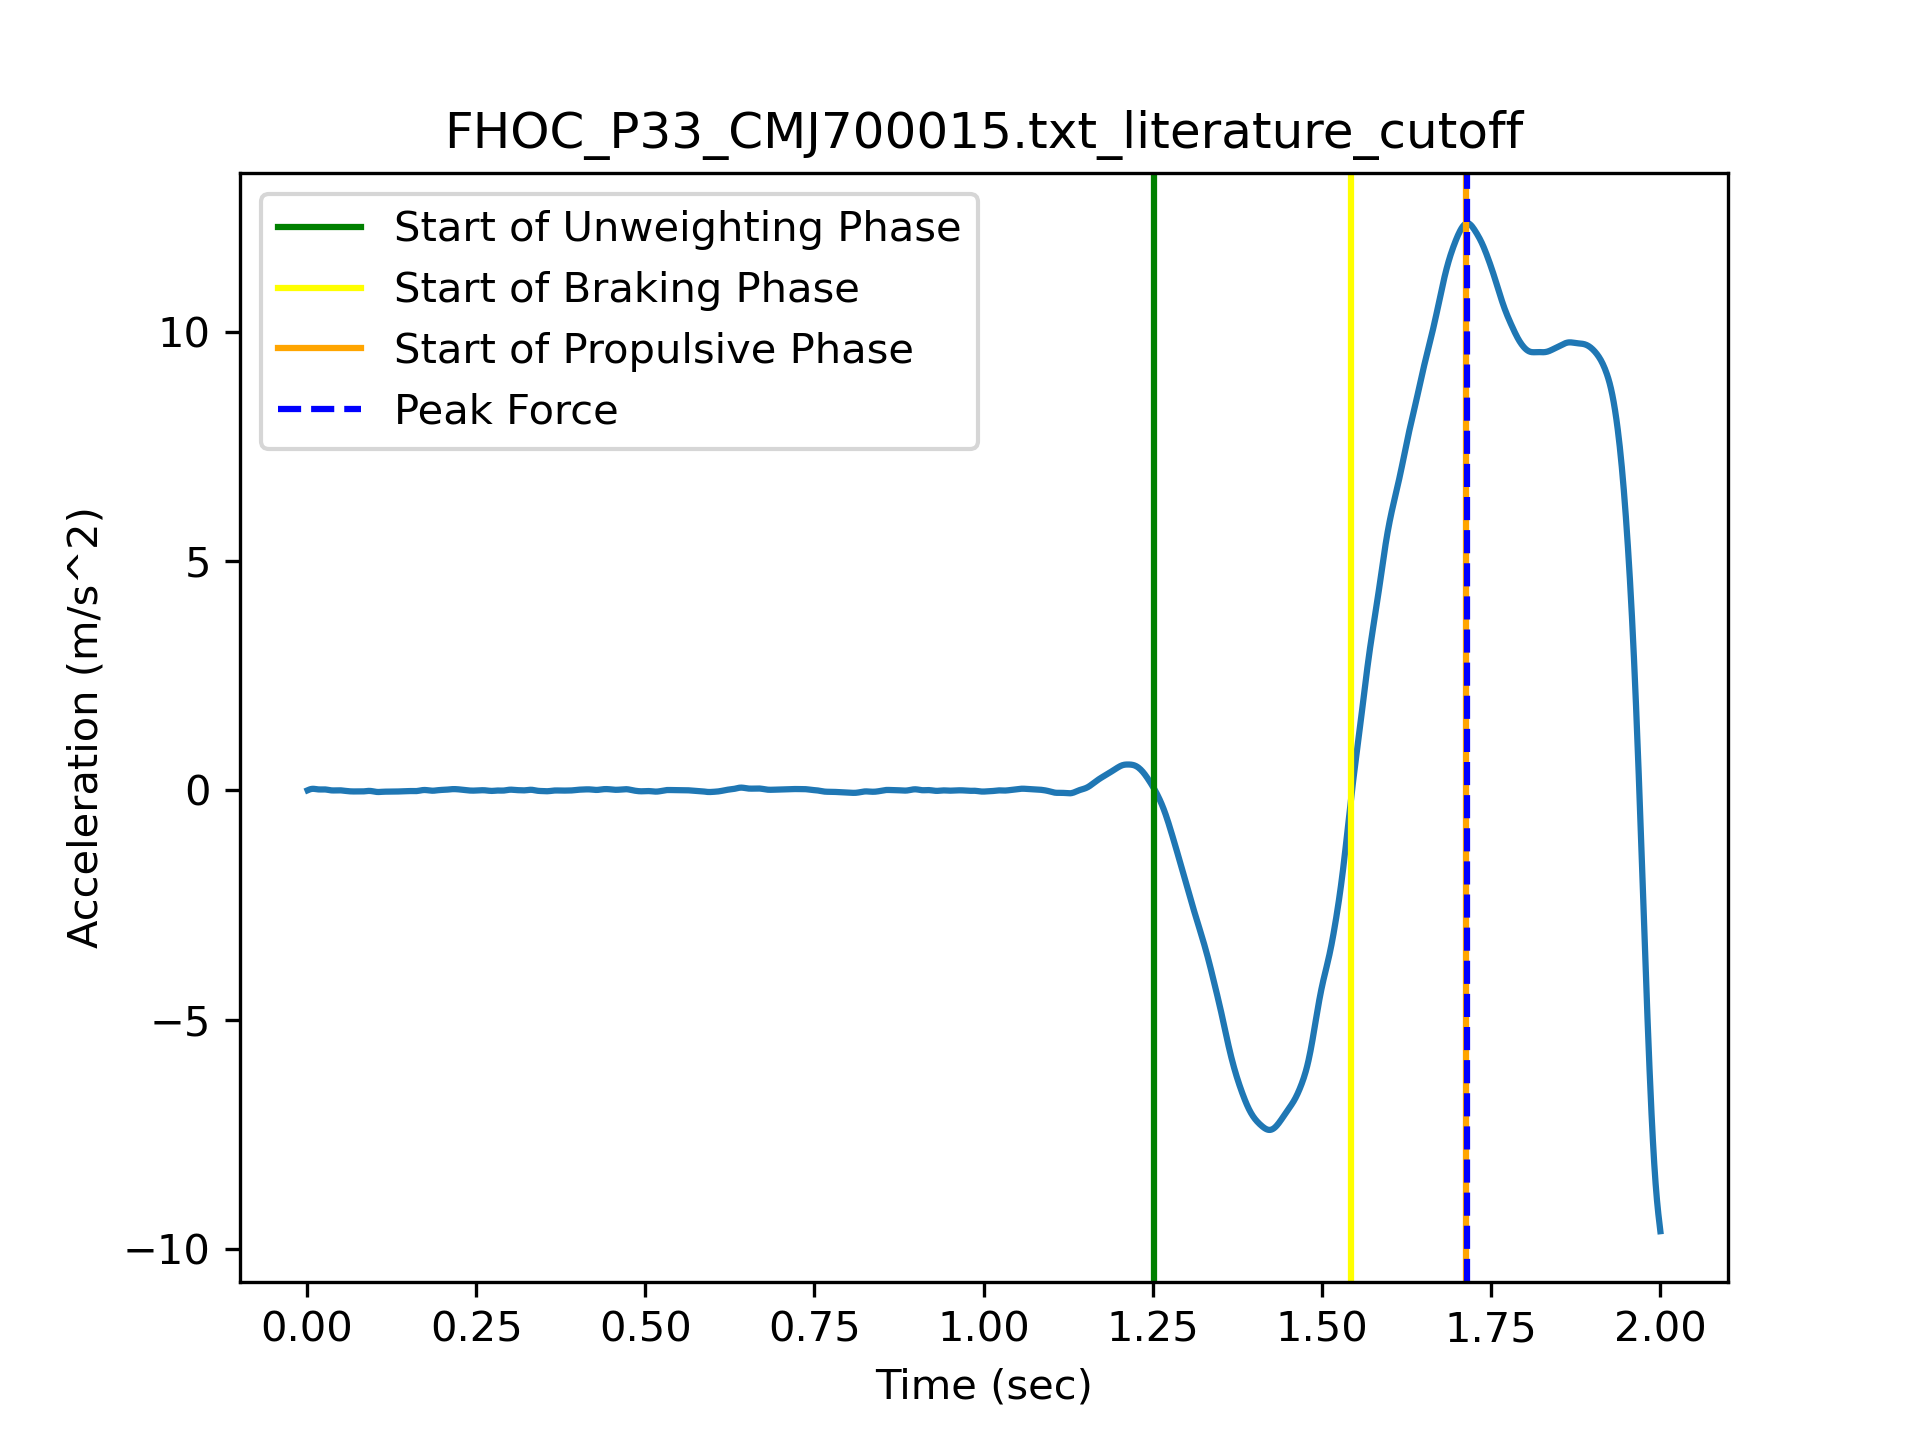 FHOC_P33_CMJ700015.txt_literature_cutoff
Start of Unweighting Phase
Start of Braking Phase
Start of Propulsive Phase
Peak Force
Acceleration (m/s^2)
10
5
0
−5
−10
0.00 0.25 0.50 0.75 1.00 1.25 1.50 1.75 2.00
Time (sec)